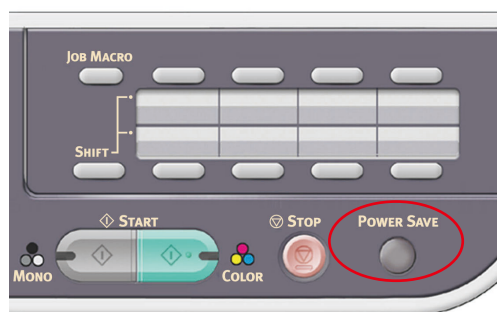 JOB MACRO
SHIFT
START
STOP
POWER SAVE
MONO
COLOR